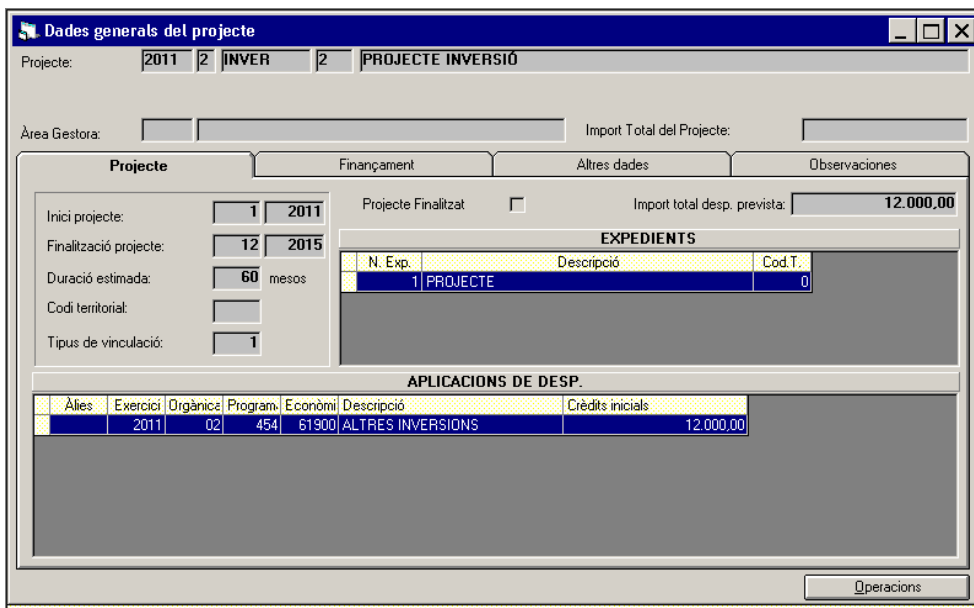 Dades generals del projecte
Projecte: 2011 2 INVER 2 PROJECTE INVERSIÓ
Àrea Gestora: Import Total del Projecte:
Projecte Finançament Altres dades Observaciones
Inici projecte: 1 2011
Projecte Finalitzat Import total desp. prevista: 12.000,00
Finalització projecte: 12 2015
Duració estimada: 60 mesos
Codi territorial:
Tipus de vinculació: 1
EXPEDIENTS
N. Exp. Descripció Cod.T.
1 PROJECTE 0
APLICACIONS DE DESP.
Àlies Exercici Orgànica Program. Econòmi Descripció Crèdits inicials
2011 02 454 61900 ALTRES INVERSIONS 12.000,00
Operacions